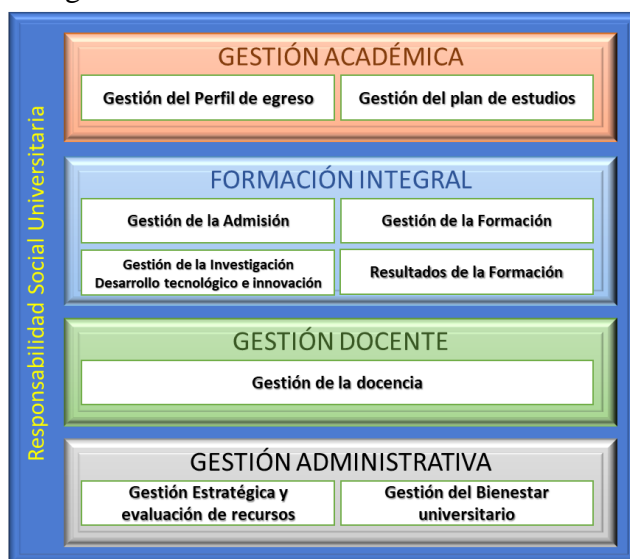 Responsabilidad Social Universitaria
GESTIÓN ACADÉMICA
Gestión del Perfil de egreso
Gestión del plan de estudios
FORMACIÓN INTEGRAL
Gestión de la Admisión
Gestión de la Formación
Gestión de la Investigación
Desarrollo tecnológico e innovación
Resultados de la Formación
GESTIÓN DOCENTE
Gestión de la docencia
GESTIÓN ADMINISTRATIVA
Gestión Estratégica y
evaluación de recursos
Gestión del Bienestar
universitario